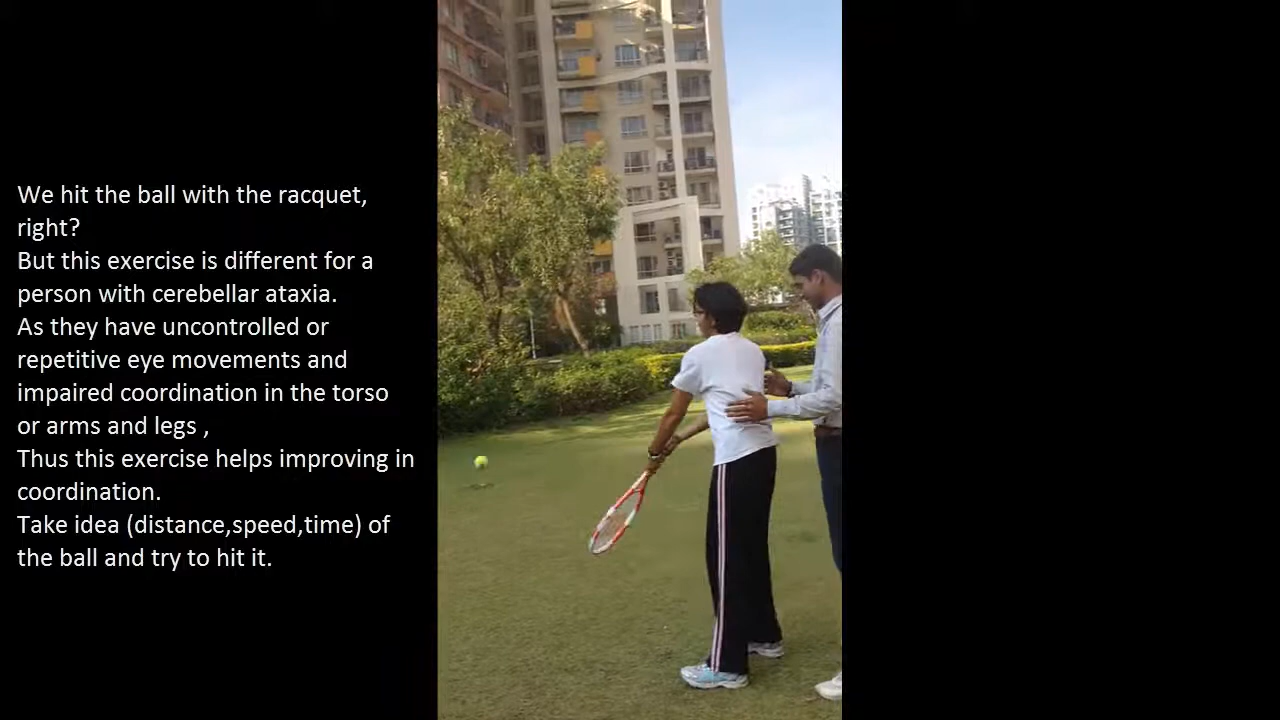 We hit the ball with the racquet,
right?
But this exercise is different for a
person with cerebellar ataxia.
As they have uncontrolled or
repetitive eye movements and
impaired coordination in the torso
or arms and legs ,
Thus this exercise helps improving in
coordination.
Take idea (distance,speed,time) of
the ball and try to hit it.